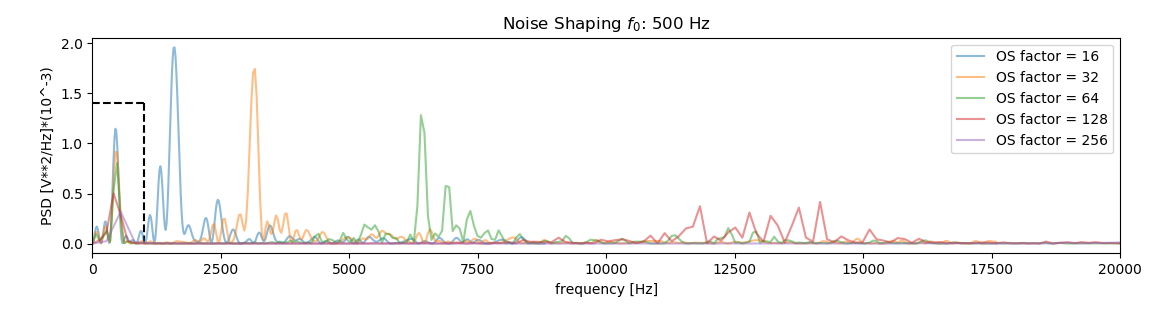 Noise Shaping f₀: 500 Hz
PSD [V**2/Hz]*(10^-3)
2.0
1.5
1.0
0.5
0.0
OS factor = 16
OS factor = 32
OS factor = 64
OS factor = 128
OS factor = 256
0 2500 5000 7500 10000 12500 15000 17500 20000
frequency [Hz]